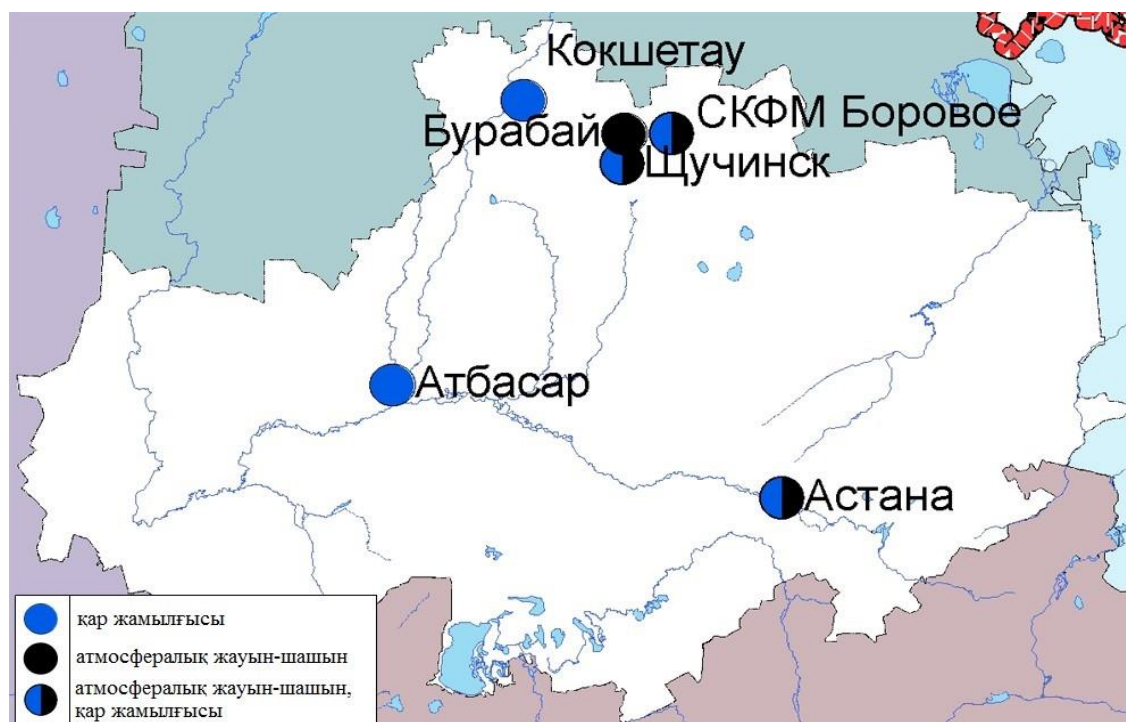 Кокшетау
СКФМ Боровое
Бурабай
Щучинск
Атбасар
Астана
қар жамылғысы
атмосфералық жауын-шашын
атмосфералық жауын-шашын,
қар жамылғысы